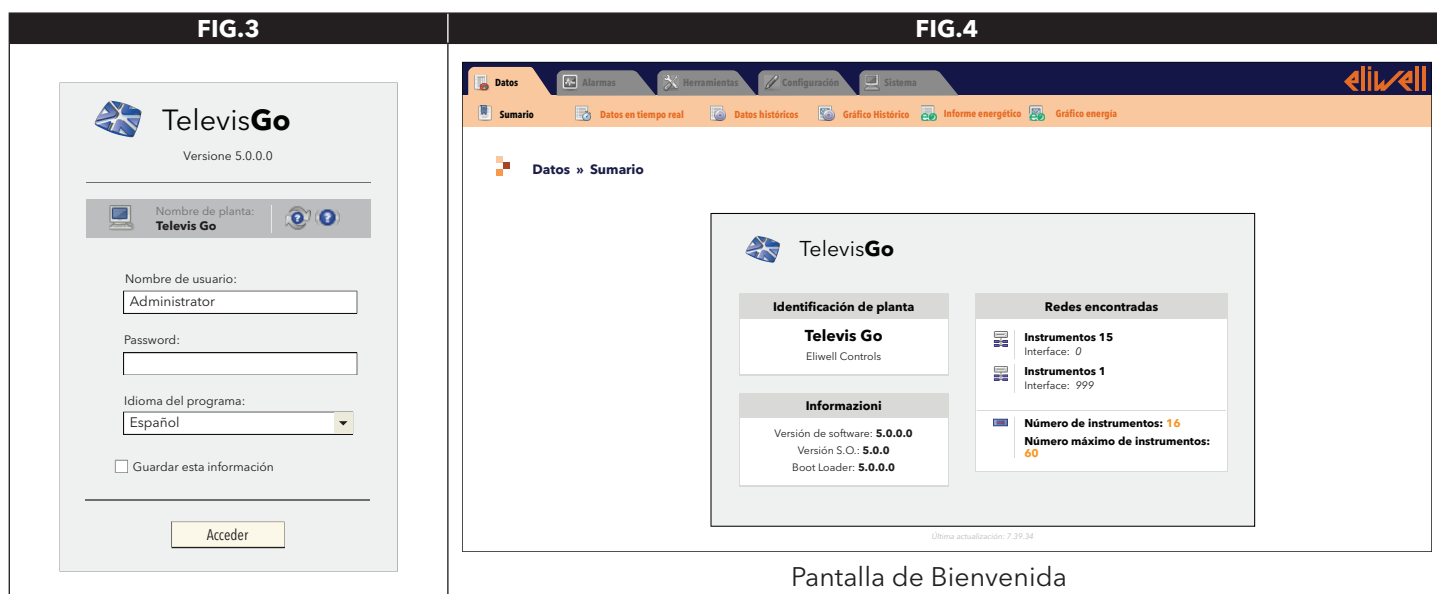 FIG.3
TelevisGo
Versione 5.0.0.0
Nombre de planta:
Televis Go
Nombre de usuario:
Administrator
Password:
Idioma del programa:
Español
Guardar esta información
Acceder
FIG.4
Datos Alarmas Herramientas Configuración Sistema eliwell
Sumario Datos en tiempo real Datos históricos Gráfico Histórico Informe energético Gráfico energía
Datos » Sumario
TelevisGo
Identificación de planta
Televis Go
Eliwell Controls
Informazioni
Versión de software: 5.0.0.0
Versión S.O.: 5.0.0
Boot Loader: 5.0.0.0
Redes encontradas
Instrumentos 15
Interface: 0
Instrumentos 1
Interface: 999
Número de instrumentos: 16
Número máximo de instrumentos:
60
Última actualización: 7.39.34
Pantalla de Bienvenida